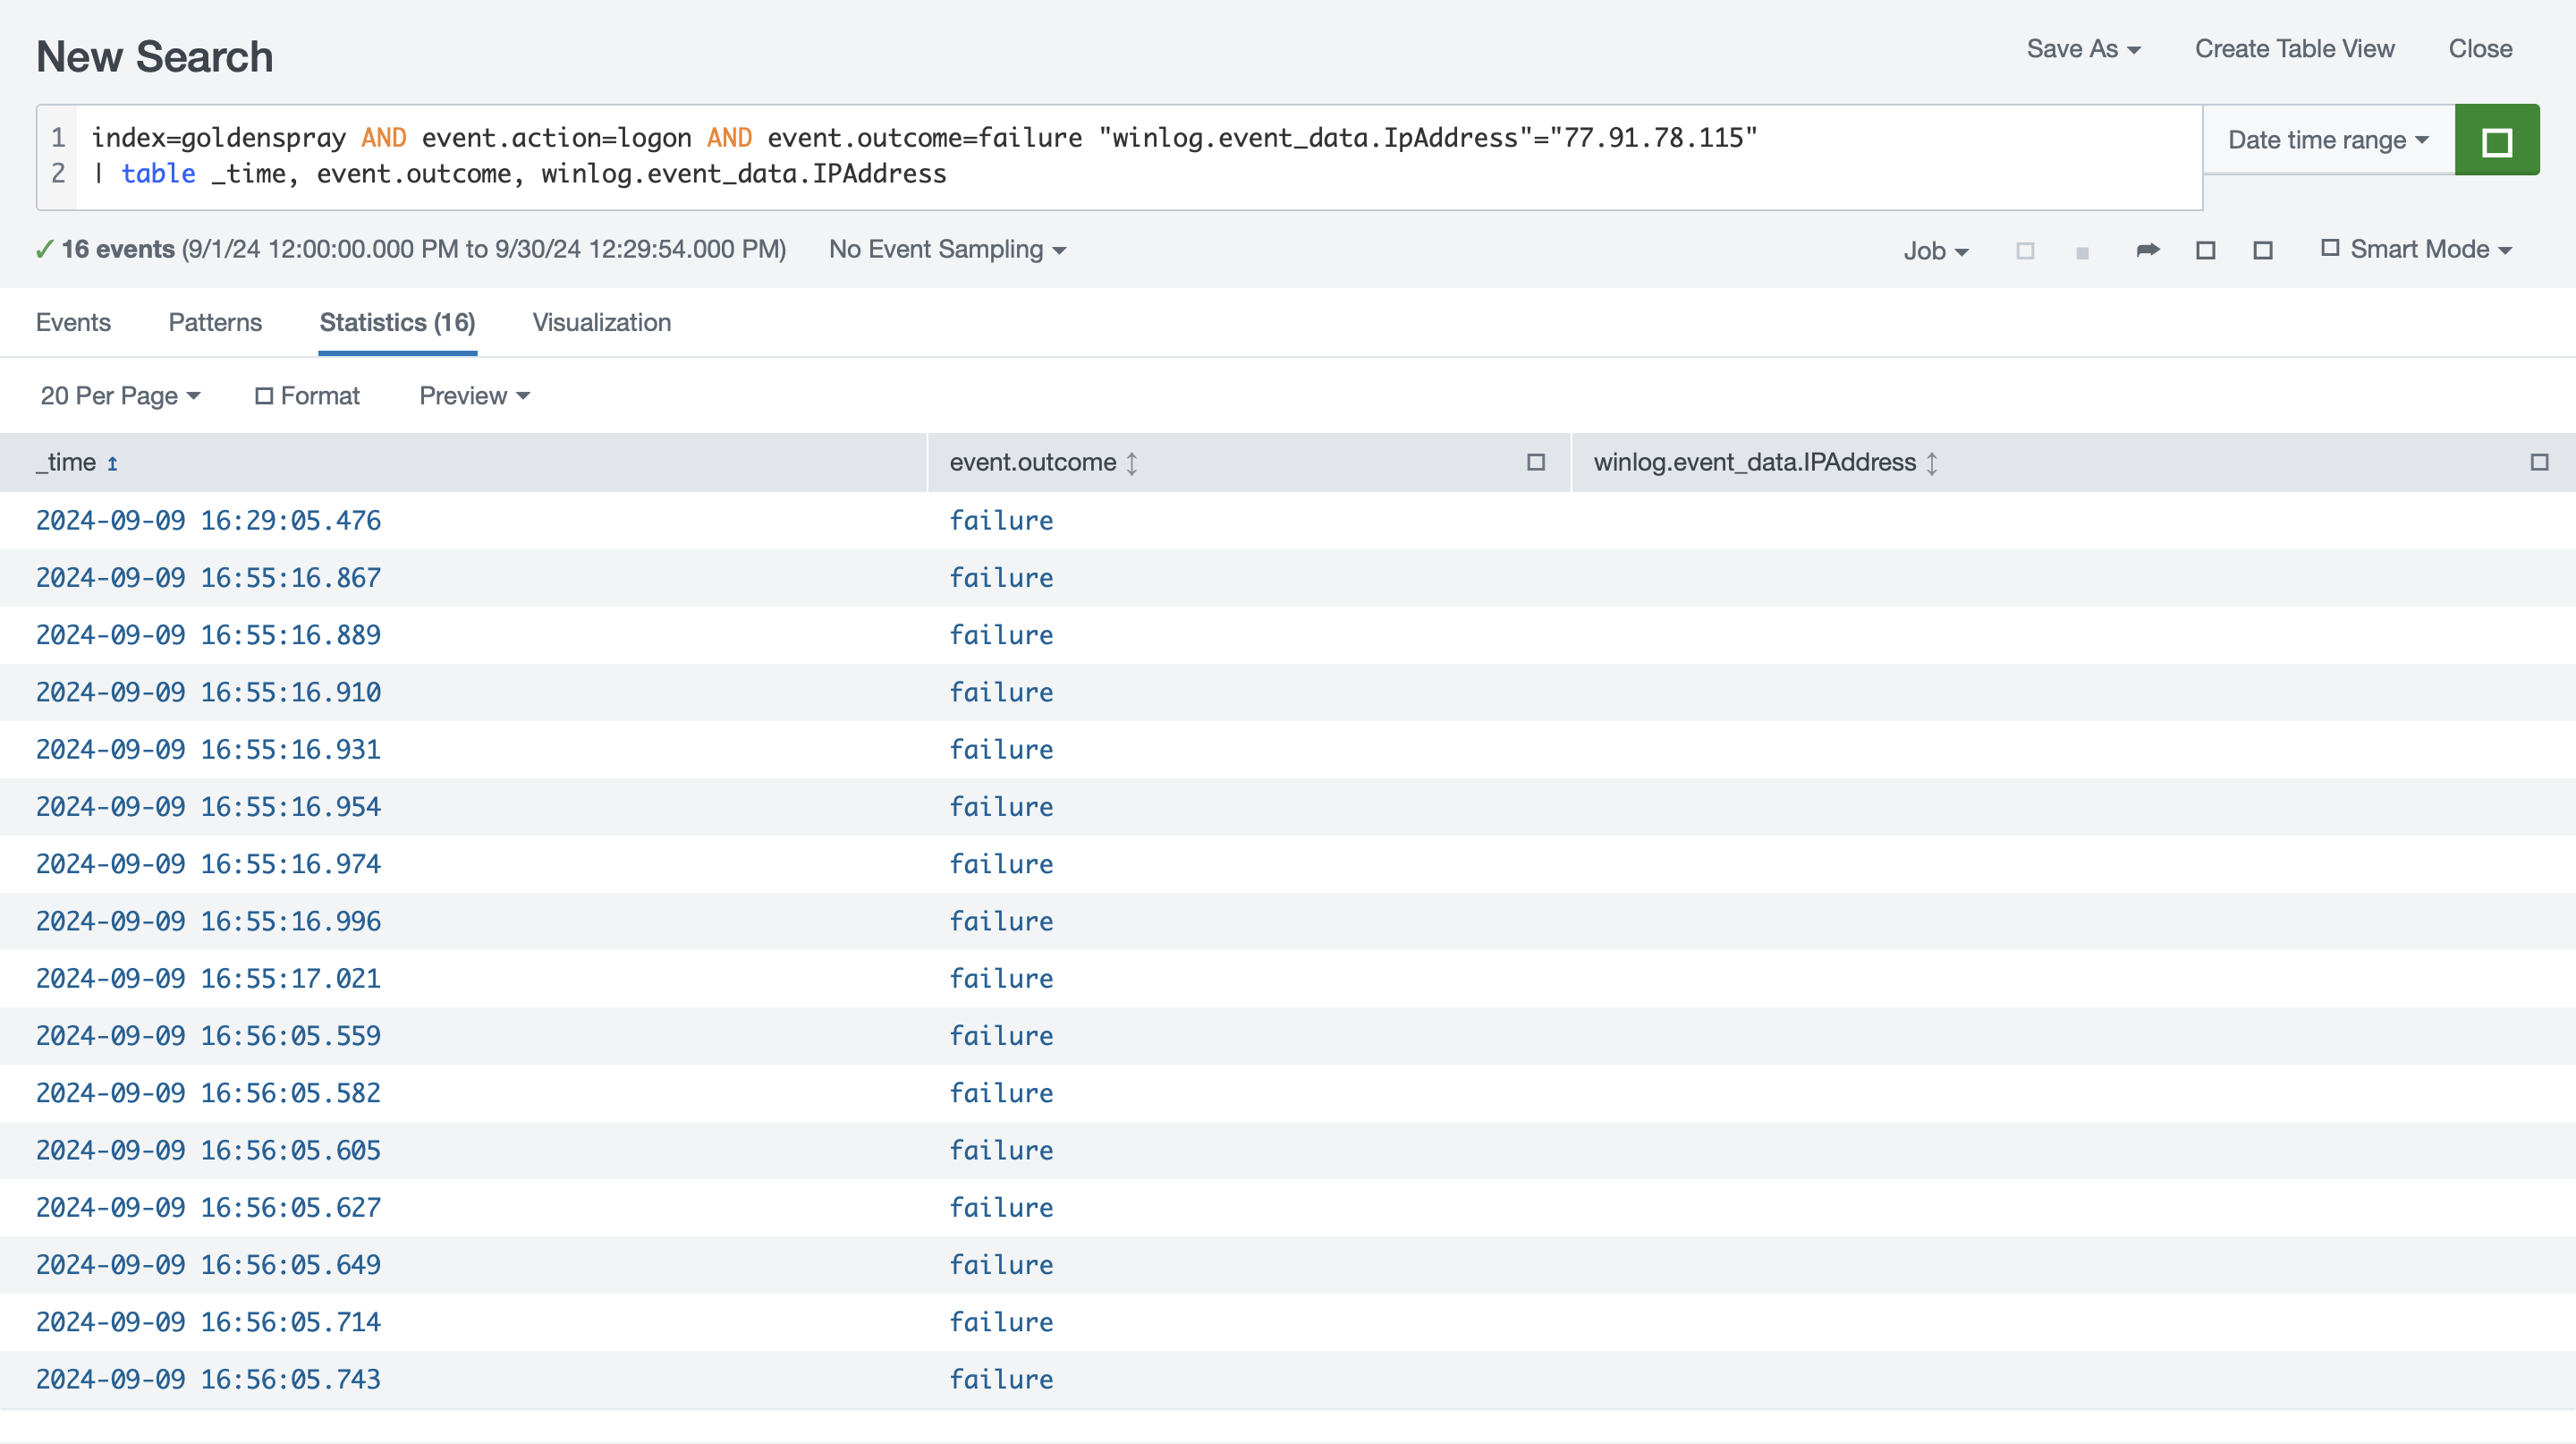 New Search
Save As
Create Table View
Close
1 index=goldenspray AND event.action=logon AND event.outcome=failure "winlog.event_data.IpAddress"="77.91.78.115"
2 | table _time, event.outcome, winlog.event_data.IPAddress
Date time range
✓ 16 events (9/1/24 12:00:00.000 PM to 9/30/24 12:29:54.000 PM)
No Event Sampling
Job
Smart Mode
Events
Patterns
Statistics (16)
Visualization
20 Per Page
Format
Preview
_time
event.outcome
winlog.event_data.IPAddress
2024-09-09 16:29:05.476 failure
2024-09-09 16:55:16.867 failure
2024-09-09 16:55:16.889 failure
2024-09-09 16:55:16.910 failure
2024-09-09 16:55:16.931 failure
2024-09-09 16:55:16.954 failure
2024-09-09 16:55:16.974 failure
2024-09-09 16:55:16.996 failure
2024-09-09 16:55:17.021 failure
2024-09-09 16:56:05.559 failure
2024-09-09 16:56:05.582 failure
2024-09-09 16:56:05.605 failure
2024-09-09 16:56:05.627 failure
2024-09-09 16:56:05.649 failure
2024-09-09 16:56:05.714 failure
2024-09-09 16:56:05.743 failure